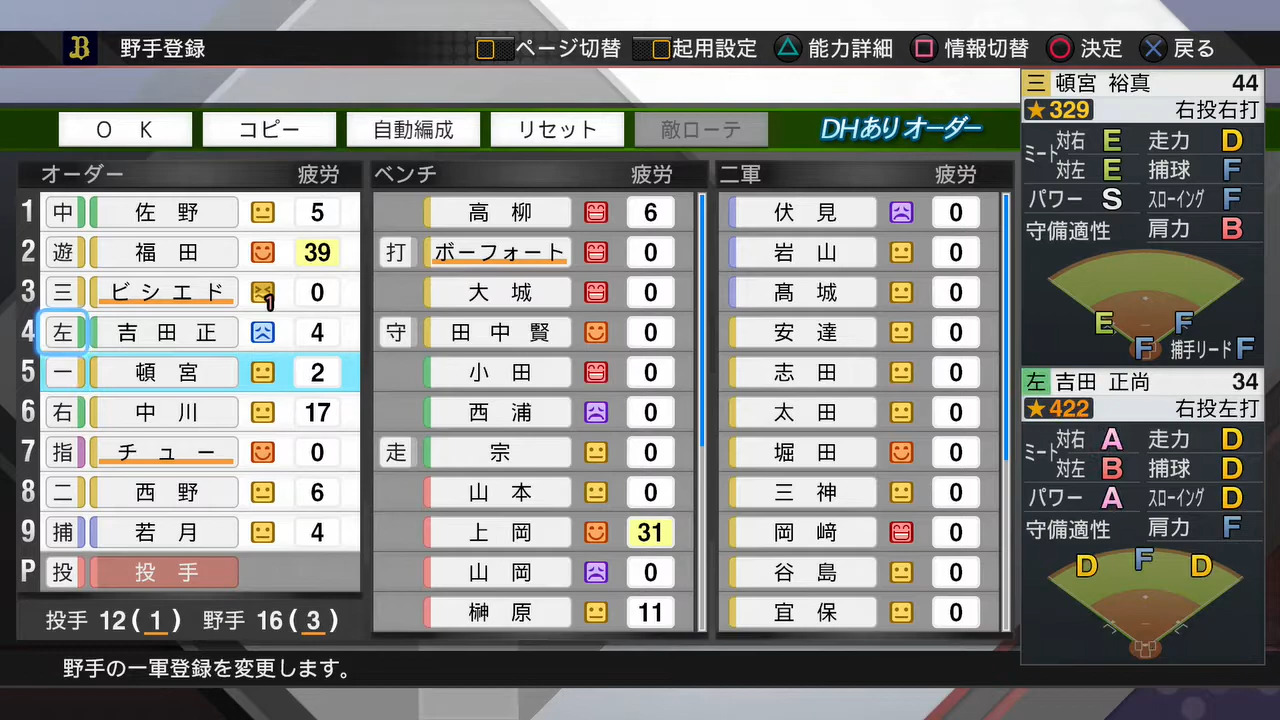 B 野手登録 ページ切替 起用設定 能力詳細 情報切替 決定 戻る
OK コピー 自動編成 リセット 敵ローテ DHありオーダー
オーダー 疲労 ベンチ 疲労 二軍 疲労
1 中 佐野 5 高柳 6 伏見 0
2 遊 福田 39 打 ボーフォート 0 岩山 0
3 三 ビシエド 1 0 大城 0 髙城 0
4 左 吉田正 4 守 田中賢 0 安達 0
5 一 頓宮 2 小田 0 志田 0
6 右 中川 17 西浦 0 太田 0
7 指 チュー 0 走 宗 0 堀田 0
8 二 西野 6 山本 0 三神 0
9 捕 若月 4 上岡 31 岡﨑 0
P 投 投手 山岡 0 谷島 0
榊原 11 宜保 0
投手 12(1) 野手 16(3)
野手の一軍登録を変更します。
三 頓宮 裕真 44
★329 右投右打
ミート 対右 E 走力 D
対左 E 捕球 F
パワー S スローイング F
守備適性 肩力 B
E F
F 捕手リード F
左 吉田 正尚 34
★422 右投左打
ミート 対右 A 走力 D
対左 B 捕球 D
パワー A スローイング D
守備適性 肩力 F
D F D